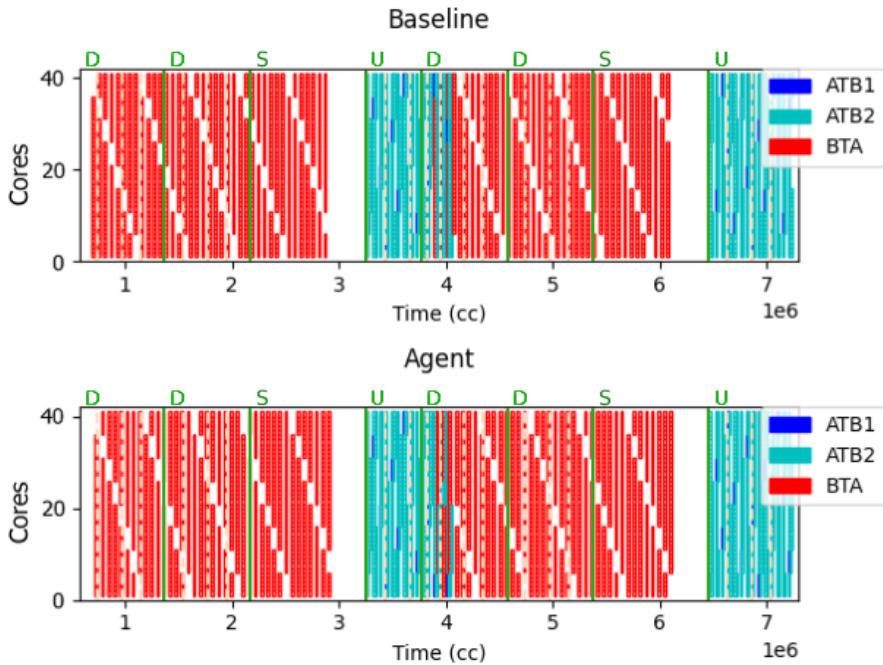 Baseline
D D S U D D S U
40
20
0
Cores
ATB1
ATB2
BTA
1 2 3 4 5 6 7
1e6
Time (cc)
Agent
D D S U D D S U
40
20
0
Cores
ATB1
ATB2
BTA
1 2 3 4 5 6 7
1e6
Time (cc)